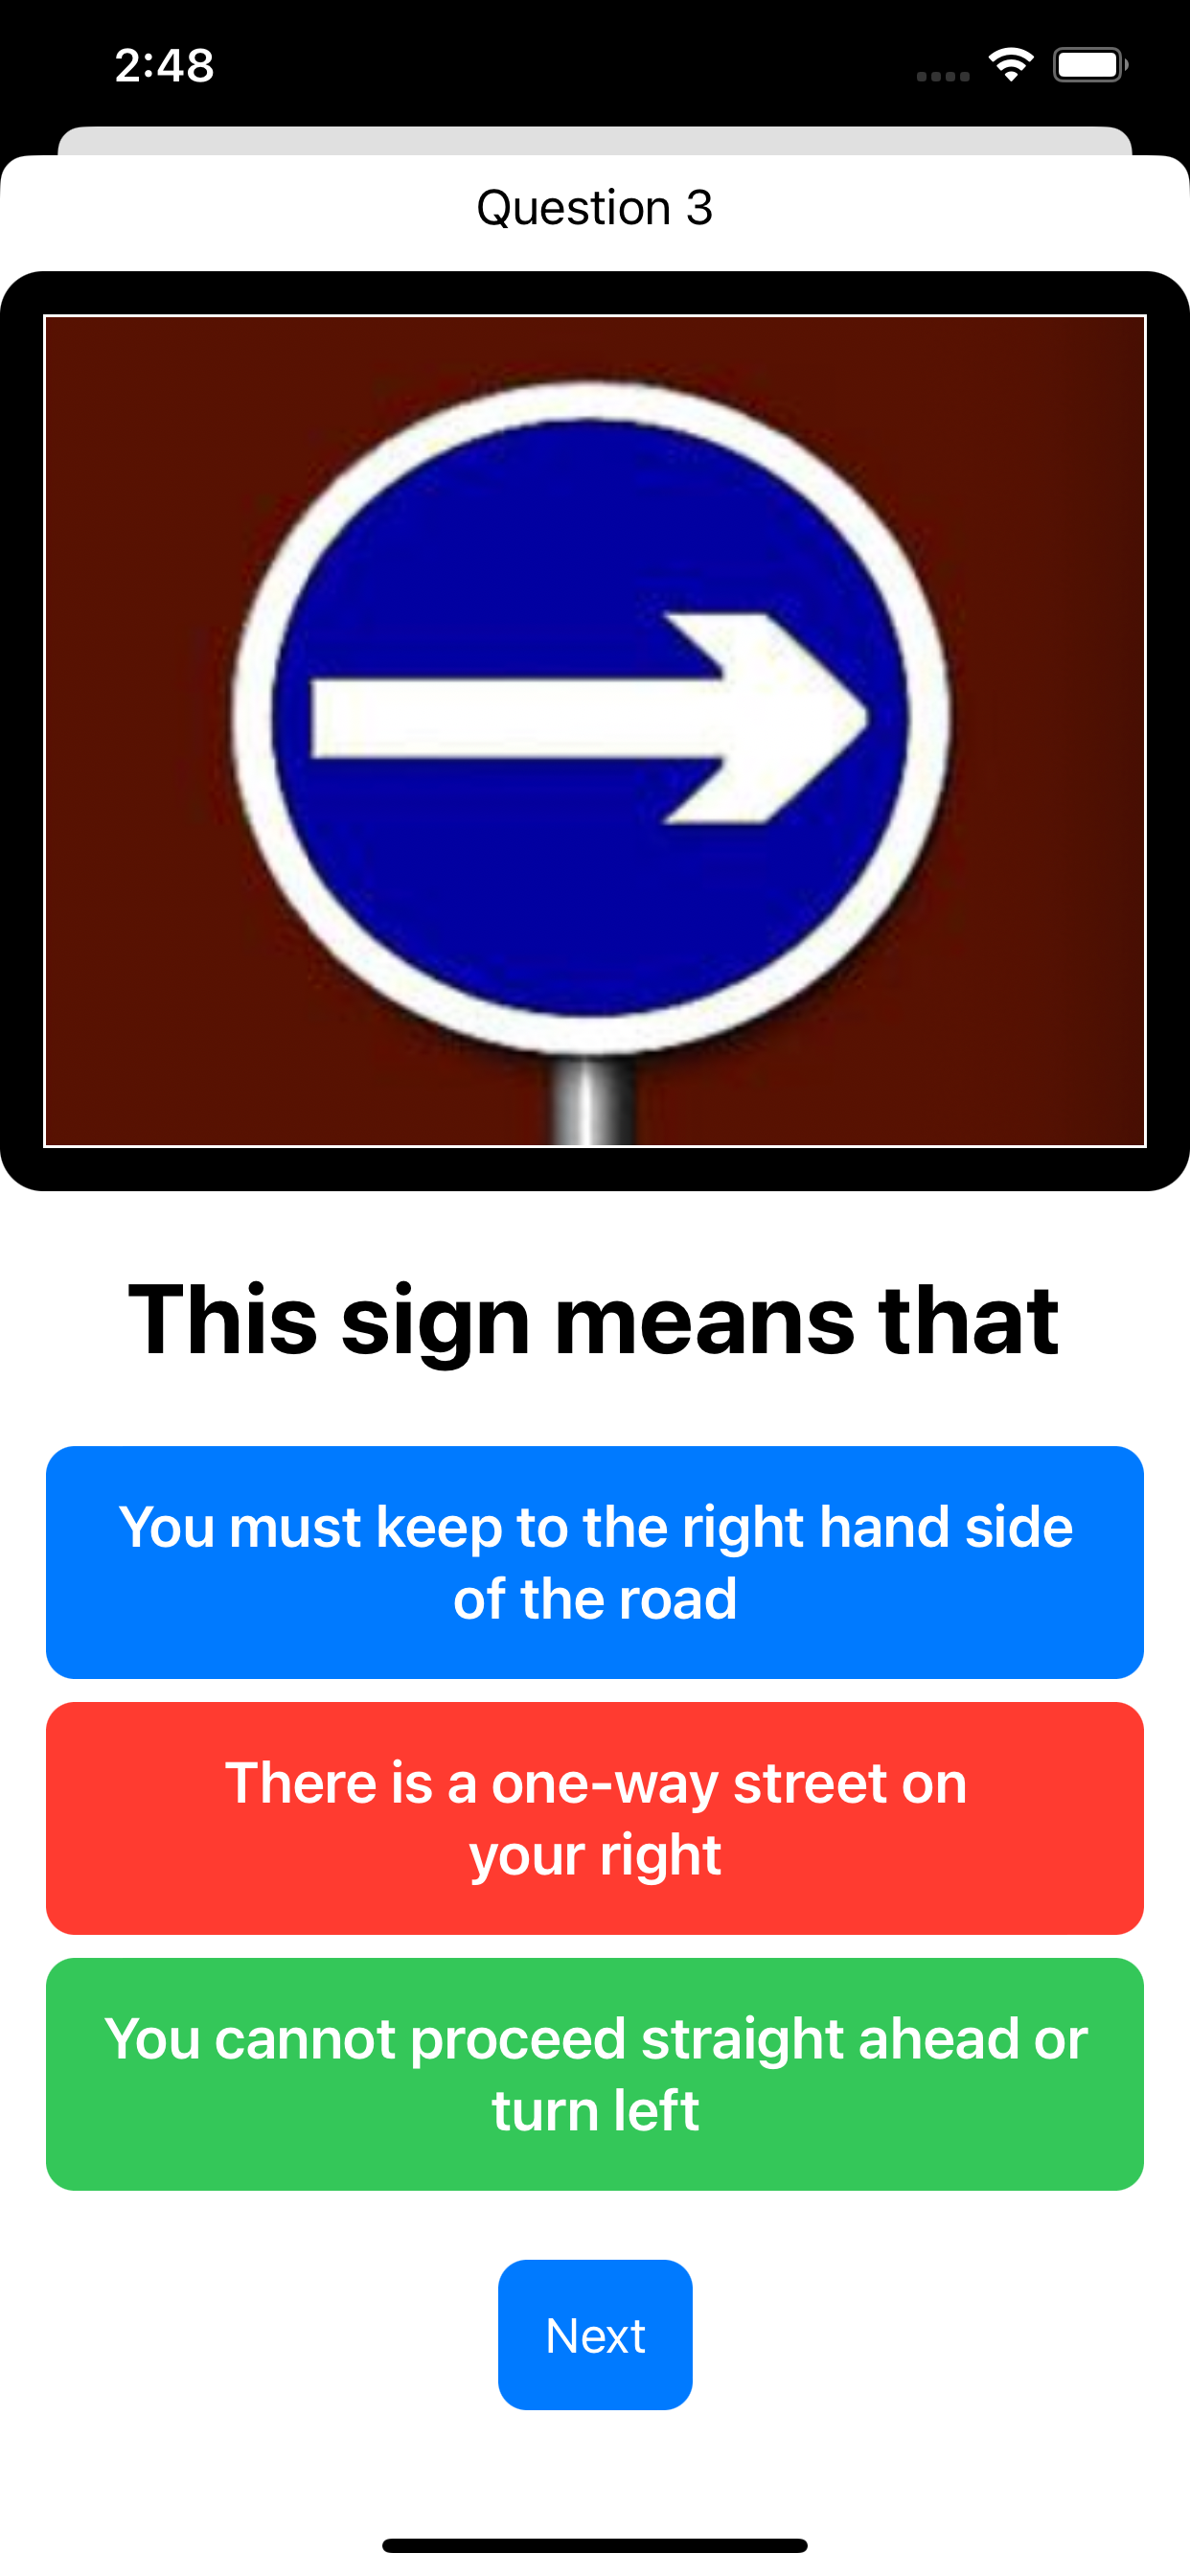 2:48
Question 3
This sign means that
You must keep to the right hand side
of the road
There is a one-way street on
your right
You cannot proceed straight ahead or
turn left
Next